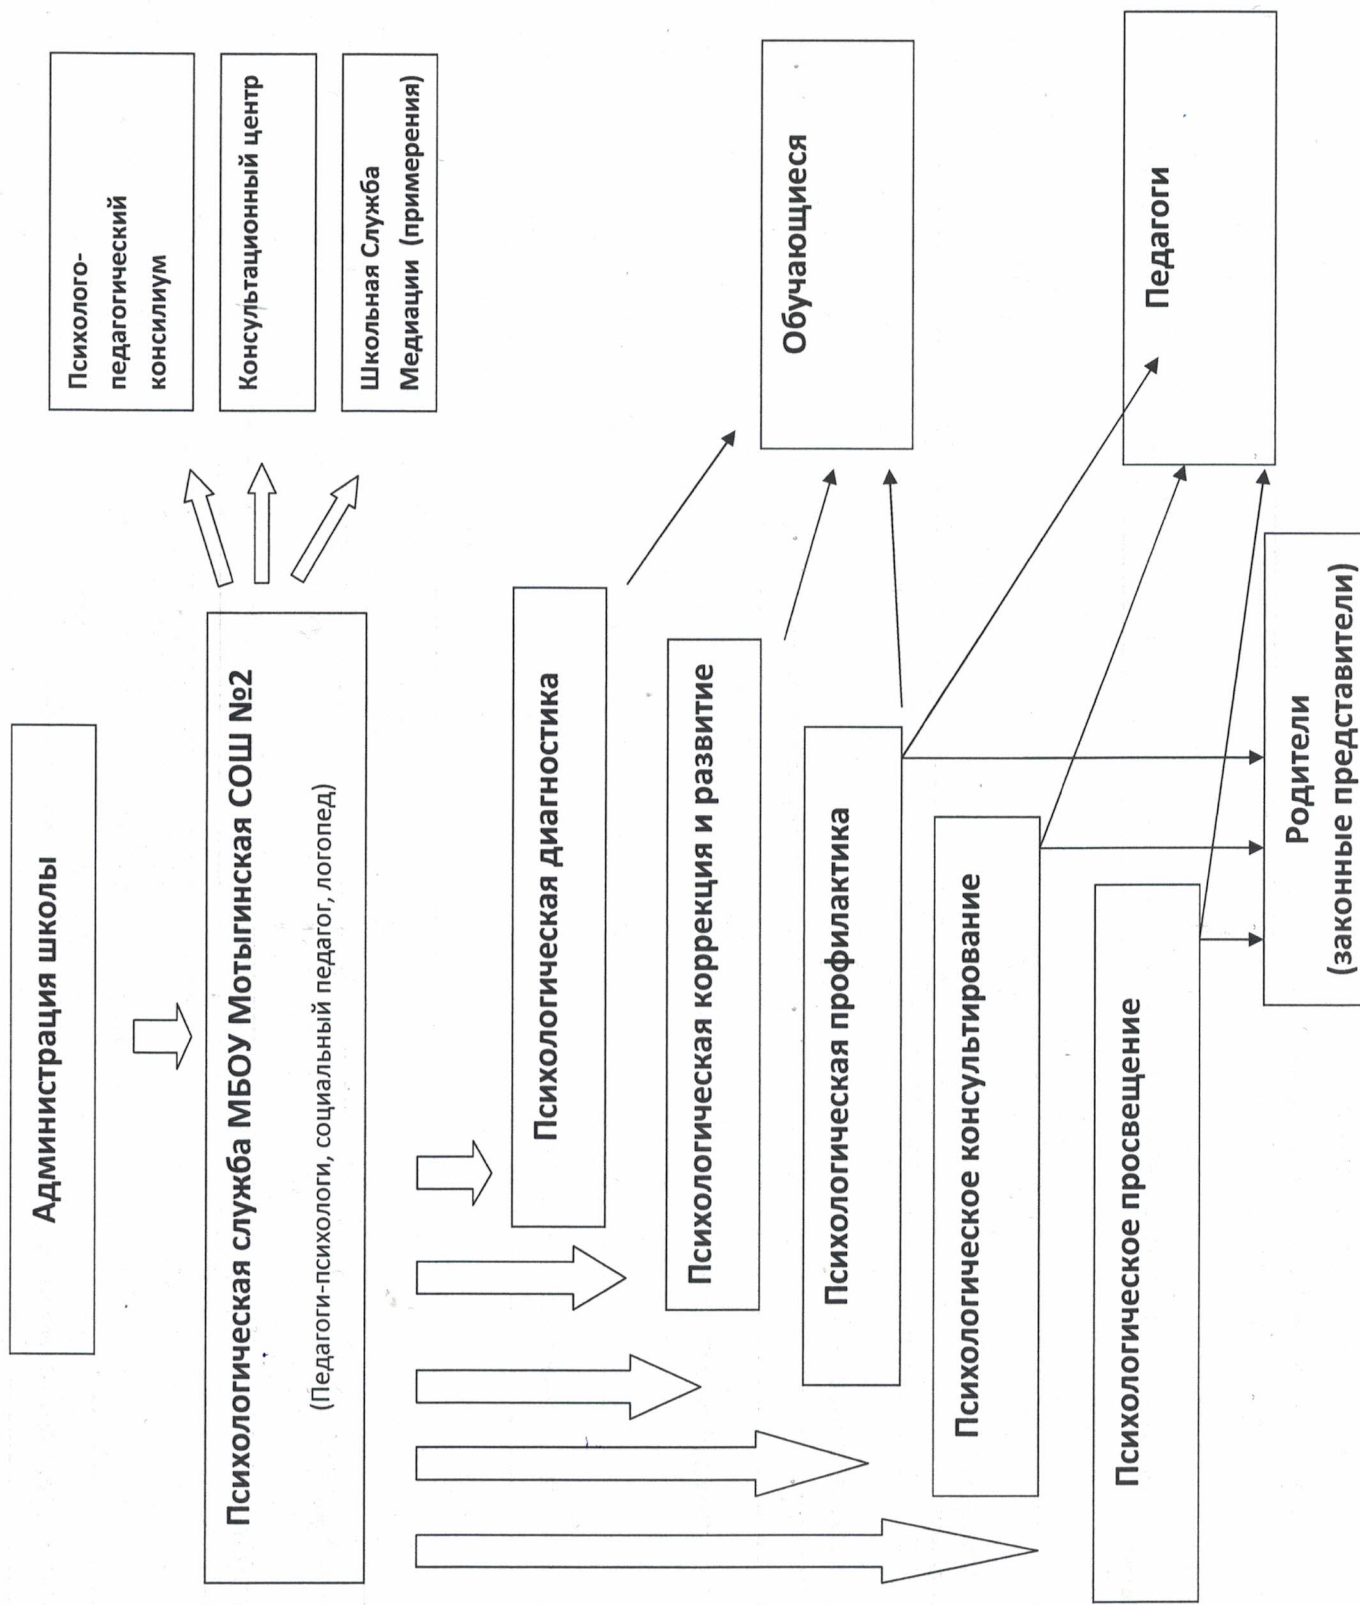 Администрация школы
Психологическая служба МБОУ Мотыгинская СОШ №2
(Педагоги-психологи, социальный педагог, логопед)
Психолого-
педагогический
консилиум
Консультационный центр
Школьная Служба
Медиации (примерения)
Психологическая диагностика
Психологическая коррекция и развитие
Психологическая профилактика
Психологическое консультирование
Психологическое просвещение
Обучающиеся
Педагоги
Родители
(законные представители)